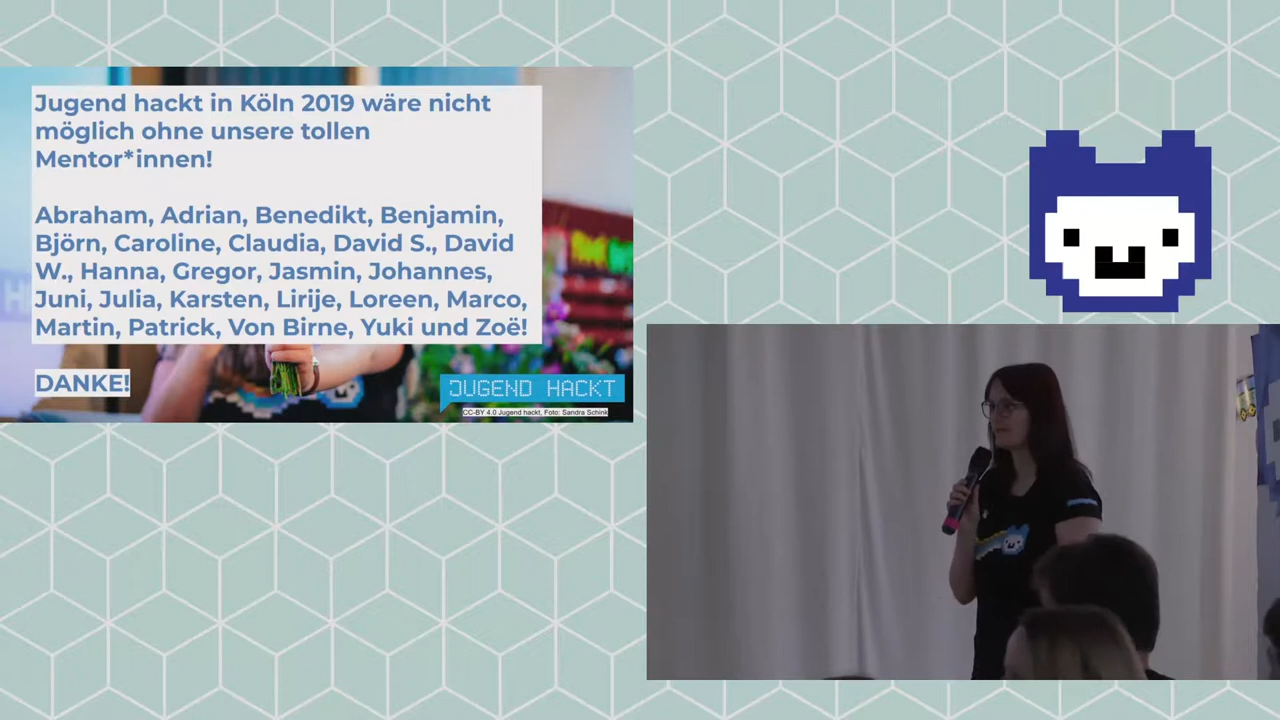 Jugend hackt in Köln 2019 wäre nicht
möglich ohne unsere tollen
Mentor*innen!
Abraham, Adrian, Benedikt, Benjamin,
Björn, Caroline, Claudia, David S., David
W., Hanna, Gregor, Jasmin, Johannes,
Juni, Julia, Karsten, Lirije, Loreen, Marco,
Martin, Patrick, Von Birne, Yuki und Zoë!
DANKE!
JUGEND HACKT
CC-BY 4.0 Jugend hackt, Foto: Sandra Schink